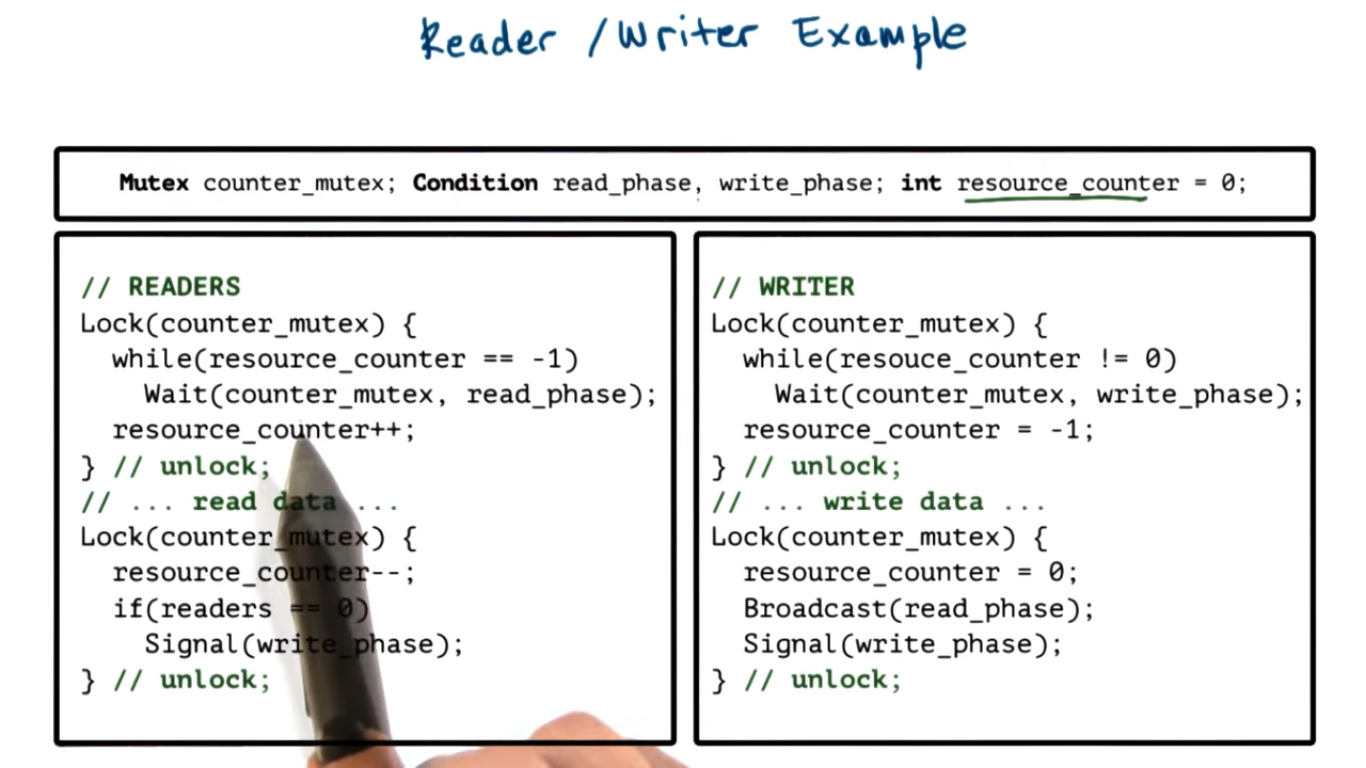 Reader / Writer Example
Mutex counter_mutex; Condition read_phase, write_phase; int resource_counter = 0;
// READERS
Lock(counter_mutex) {
while(resource_counter == -1)
Wait(counter_mutex, read_phase);
resource_counter++;
} // unlock;
// ... read data ...
Lock(counter_mutex) {
resource_counter--;
if(readers == 0)
Signal(write_phase);
} // unlock;
// WRITER
Lock(counter_mutex) {
while(resouce_counter != 0)
Wait(counter_mutex, write_phase);
resource_counter = -1;
} // unlock;
// ... write data ...
Lock(counter_mutex) {
resource_counter = 0;
Broadcast(read_phase);
Signal(write_phase);
} // unlock;